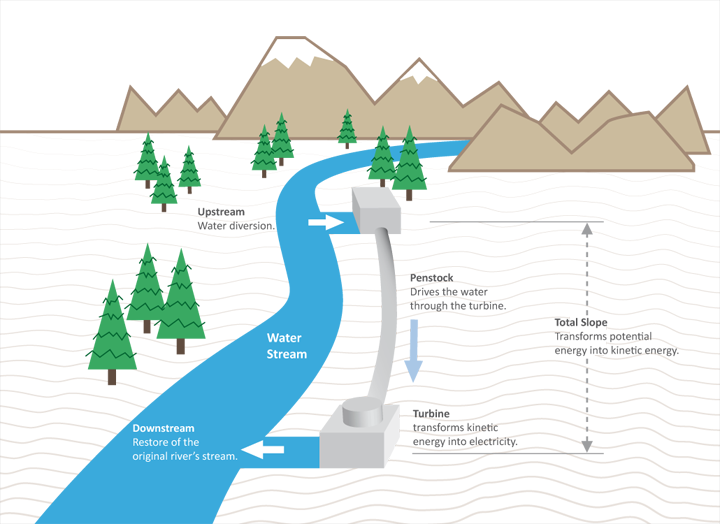 Upstream
Water diversion.
Penstock
Drives the water
through the turbine.
Total Slope
Transforms potential
energy into kinetic energy.
Water
Stream
Turbine
transforms kinetic
energy into electricity.
Downstream
Restore of the
original river's stream.